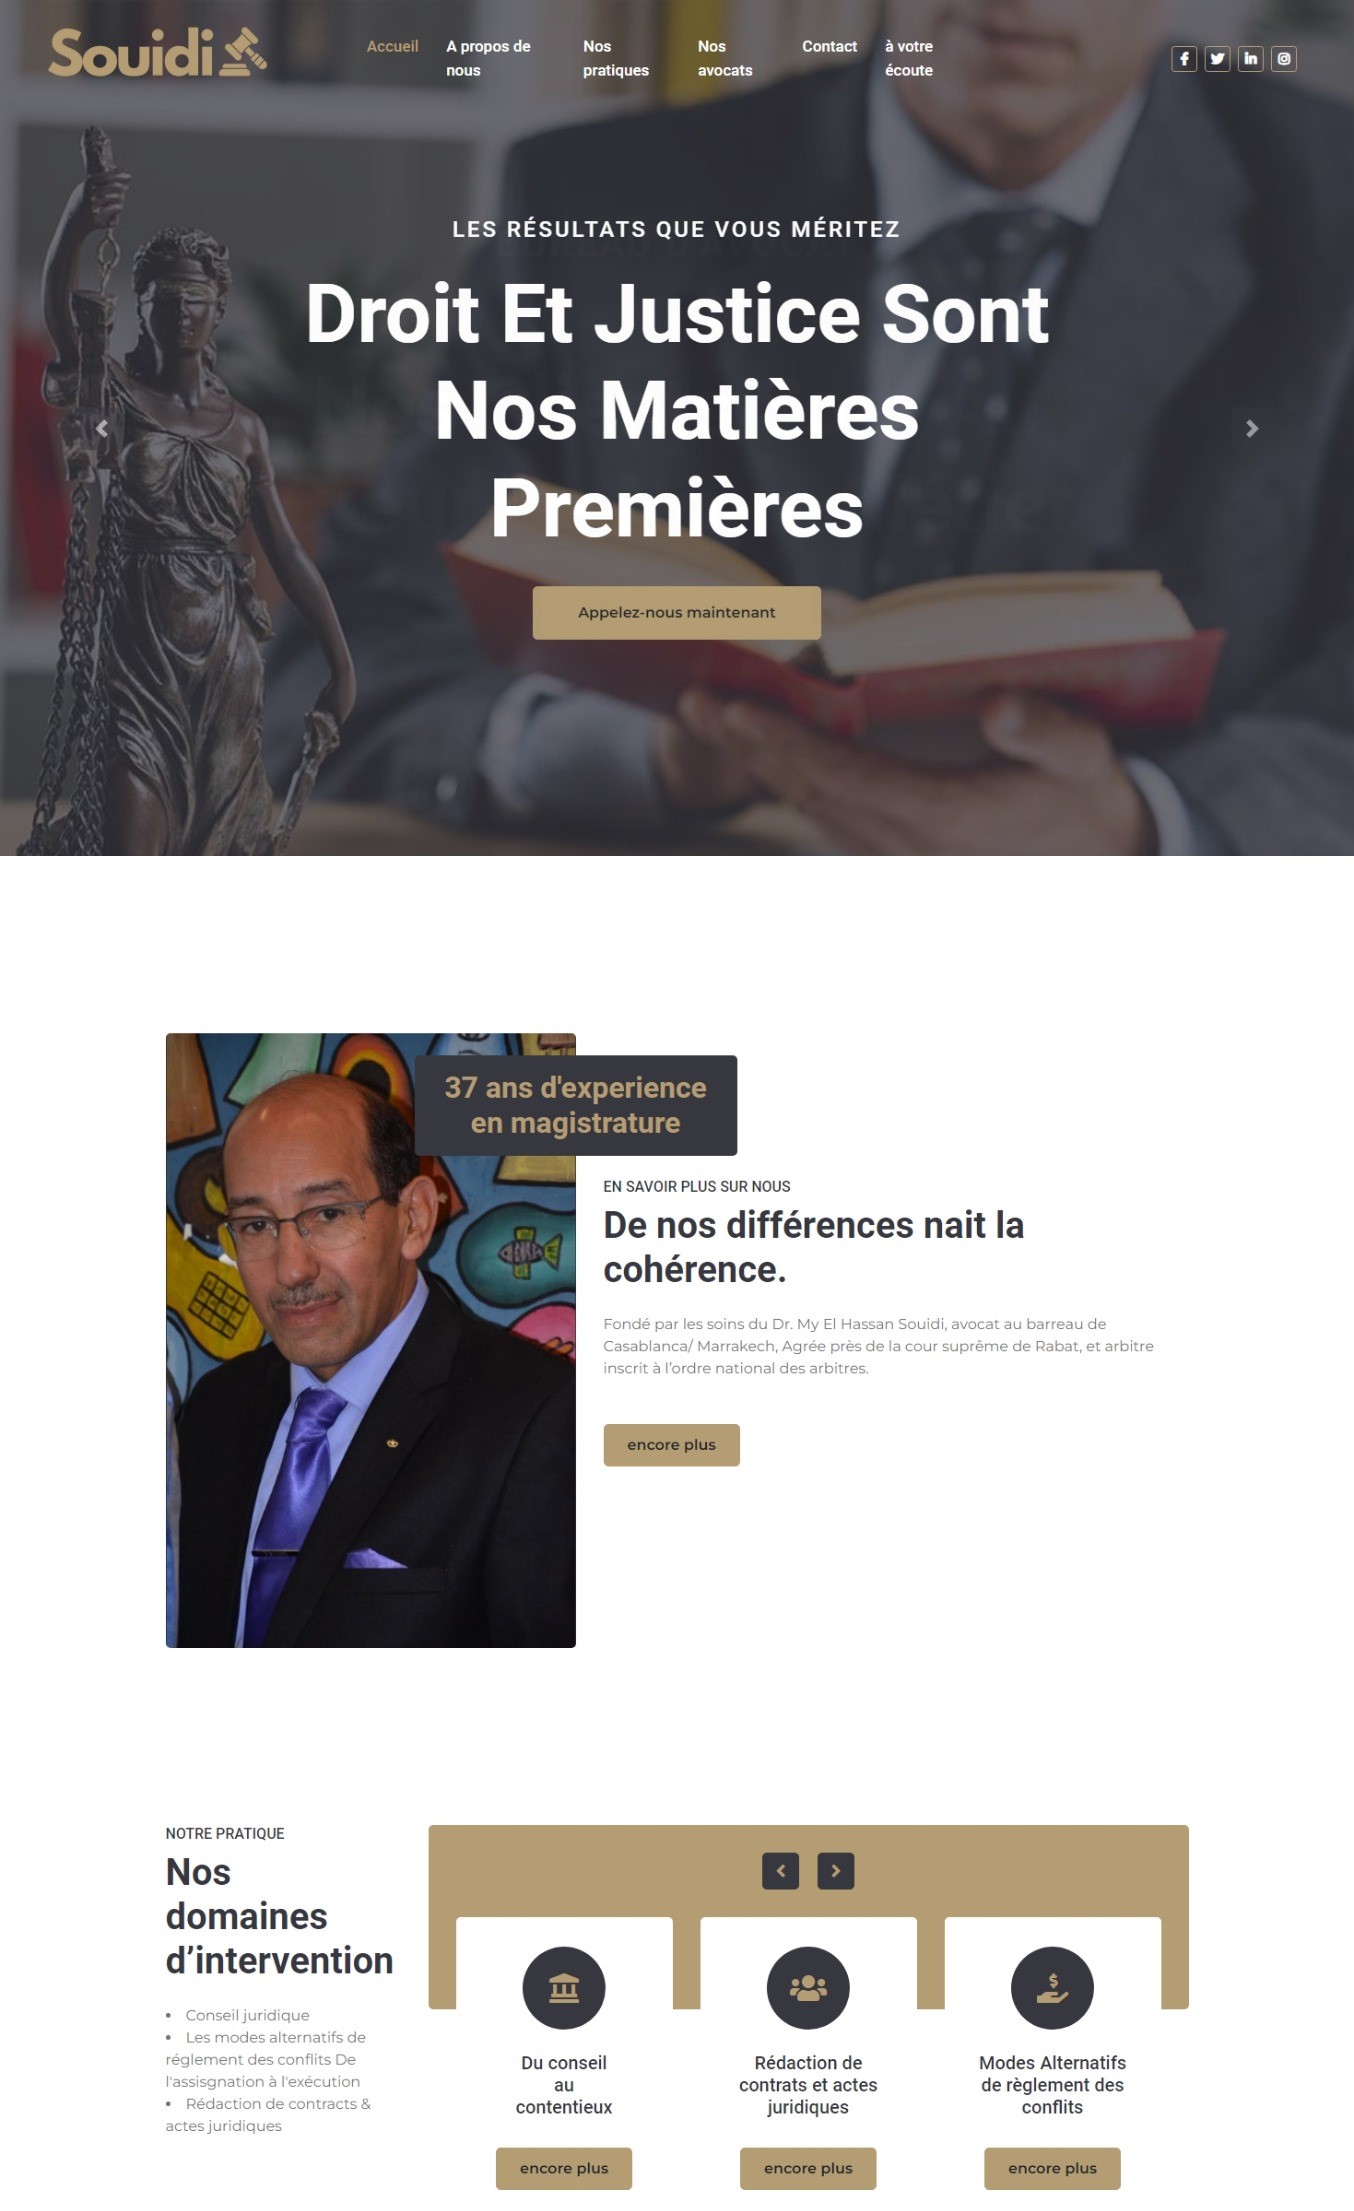 Souidi
Accueil
A propos de
nous
Nos
pratiques
Nos
avocats
Contact
à votre
écoute
LES RÉSULTATS QUE VOUS MÉRITEZ
Droit Et Justice Sont
Nos Matières
Premières
Appelez-nous maintenant
37 ans d'experience
en magistrature
EN SAVOIR PLUS SUR NOUS
De nos différences nait la
cohérence.
Fondé par les soins du Dr. My El Hassan Souidi, avocat au barreau de
Casablanca/ Marrakech, Agrée près de la cour suprême de Rabat, et arbitre
inscrit à l’ordre national des arbitres.
encore plus
NOTRE PRATIQUE
Nos
domaines
d’intervention
• Conseil juridique
• Les modes alternatifs de
réglement des conflits De
l'assisgnation à l'exécution
• Rédaction de contracts &
actes juridiques
Du conseil
au
contentieux
encore plus
Rédaction de
contrats et actes
juridiques
encore plus
Modes Alternatifs
de règlement des
conflits
encore plus